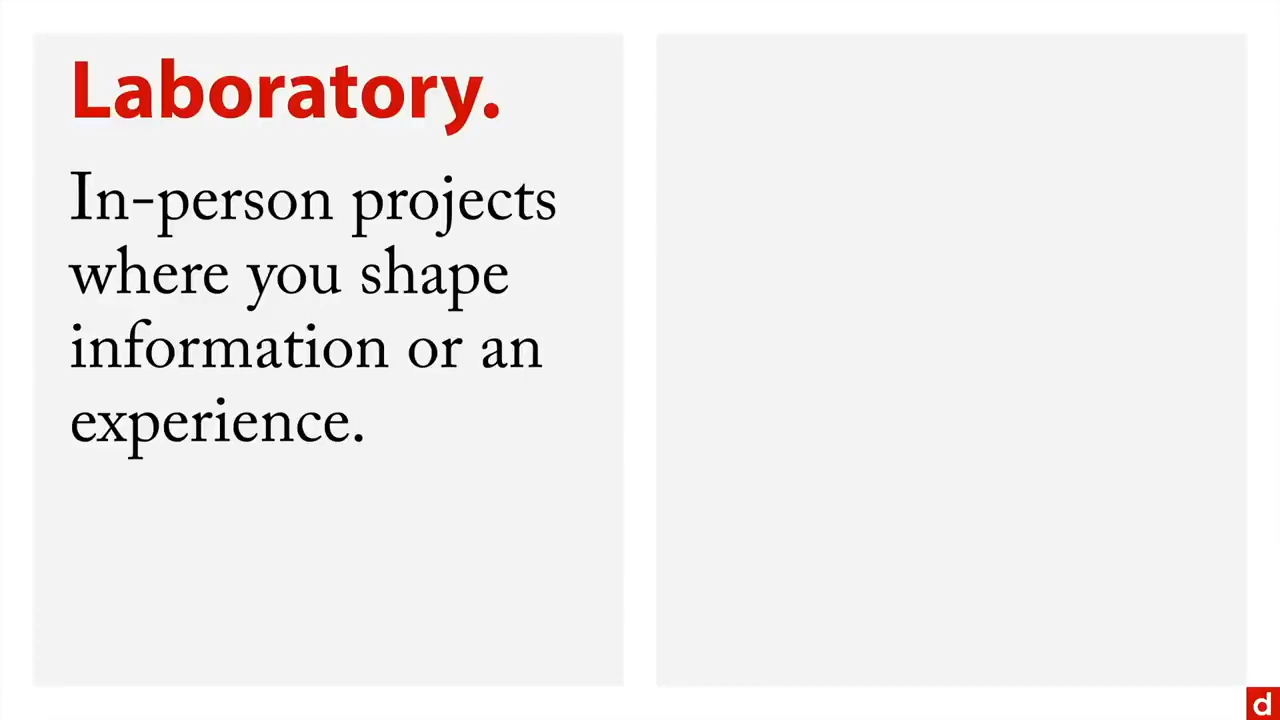 Laboratory.
In-person projects
where you shape
information or an
experience.
d